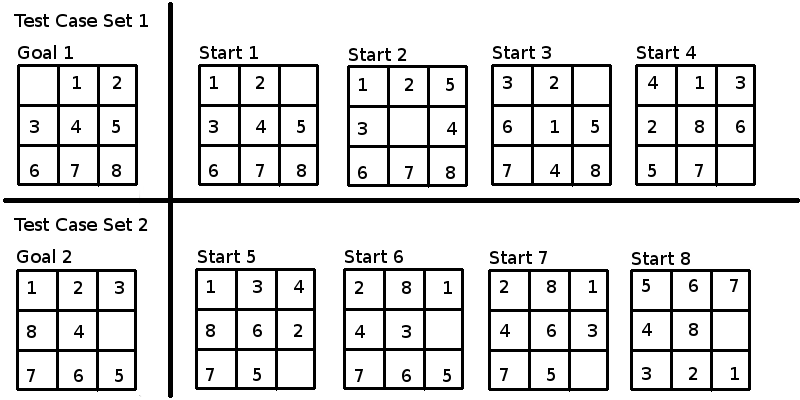 Test Case Set 1
Goal 1 Start 1 Start 2 Start 3 Start 4
1 2 1 2 1 2 5 3 2 4 1 3
3 4 5 3 4 5 3 4 6 1 5 2 8 6
6 7 8 6 7 8 6 7 8 7 4 8 5 7
Test Case Set 2
Goal 2 Start 5 Start 6 Start 7 Start 8
1 2 3 1 3 4 2 8 1 2 8 1 5 6 7
8 4 8 6 2 4 3 4 6 3 4 8
7 6 5 7 5 7 6 5 7 5 3 2 1